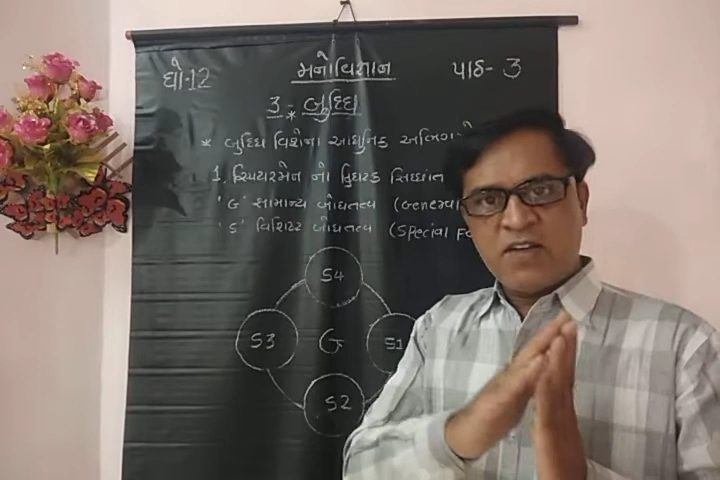 ધો-12 મનોવિજ્ઞાન પાઠ- 3
3 - બુદ્ધિ
* બુદ્ધિ વિશેના આધુનિક
1. સ્પિયરમેન નો દ્વિઘટક સિધ્ધાંત
'G' સામાન્ય બૌધ્ધતત્વ
'S' વિશિષ્ટ બૌધ્ધતત્વ (Special
S4
S3 G S1
S2